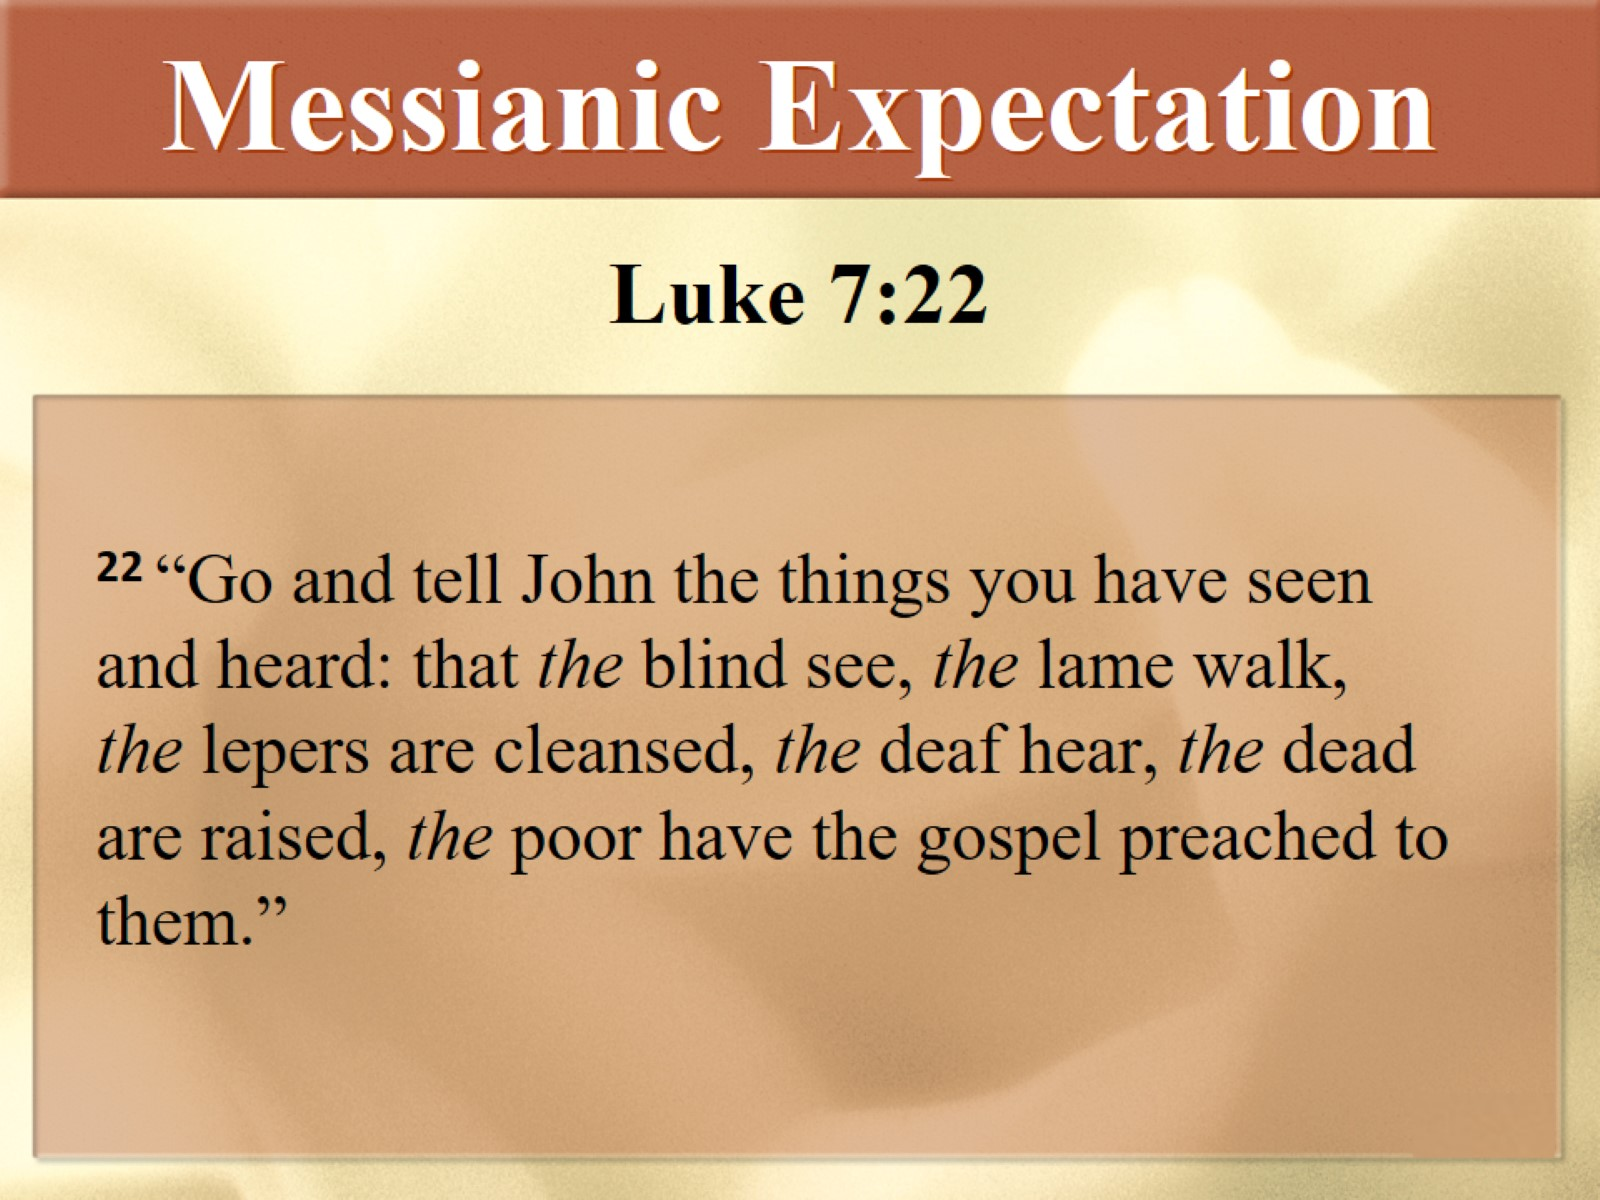 Messianic Expectation
Luke 7:22
22 “Go and tell John the things you have seen
and heard: that the blind see, the lame walk,
the lepers are cleansed, the deaf hear, the dead
are raised, the poor have the gospel preached to
them.”